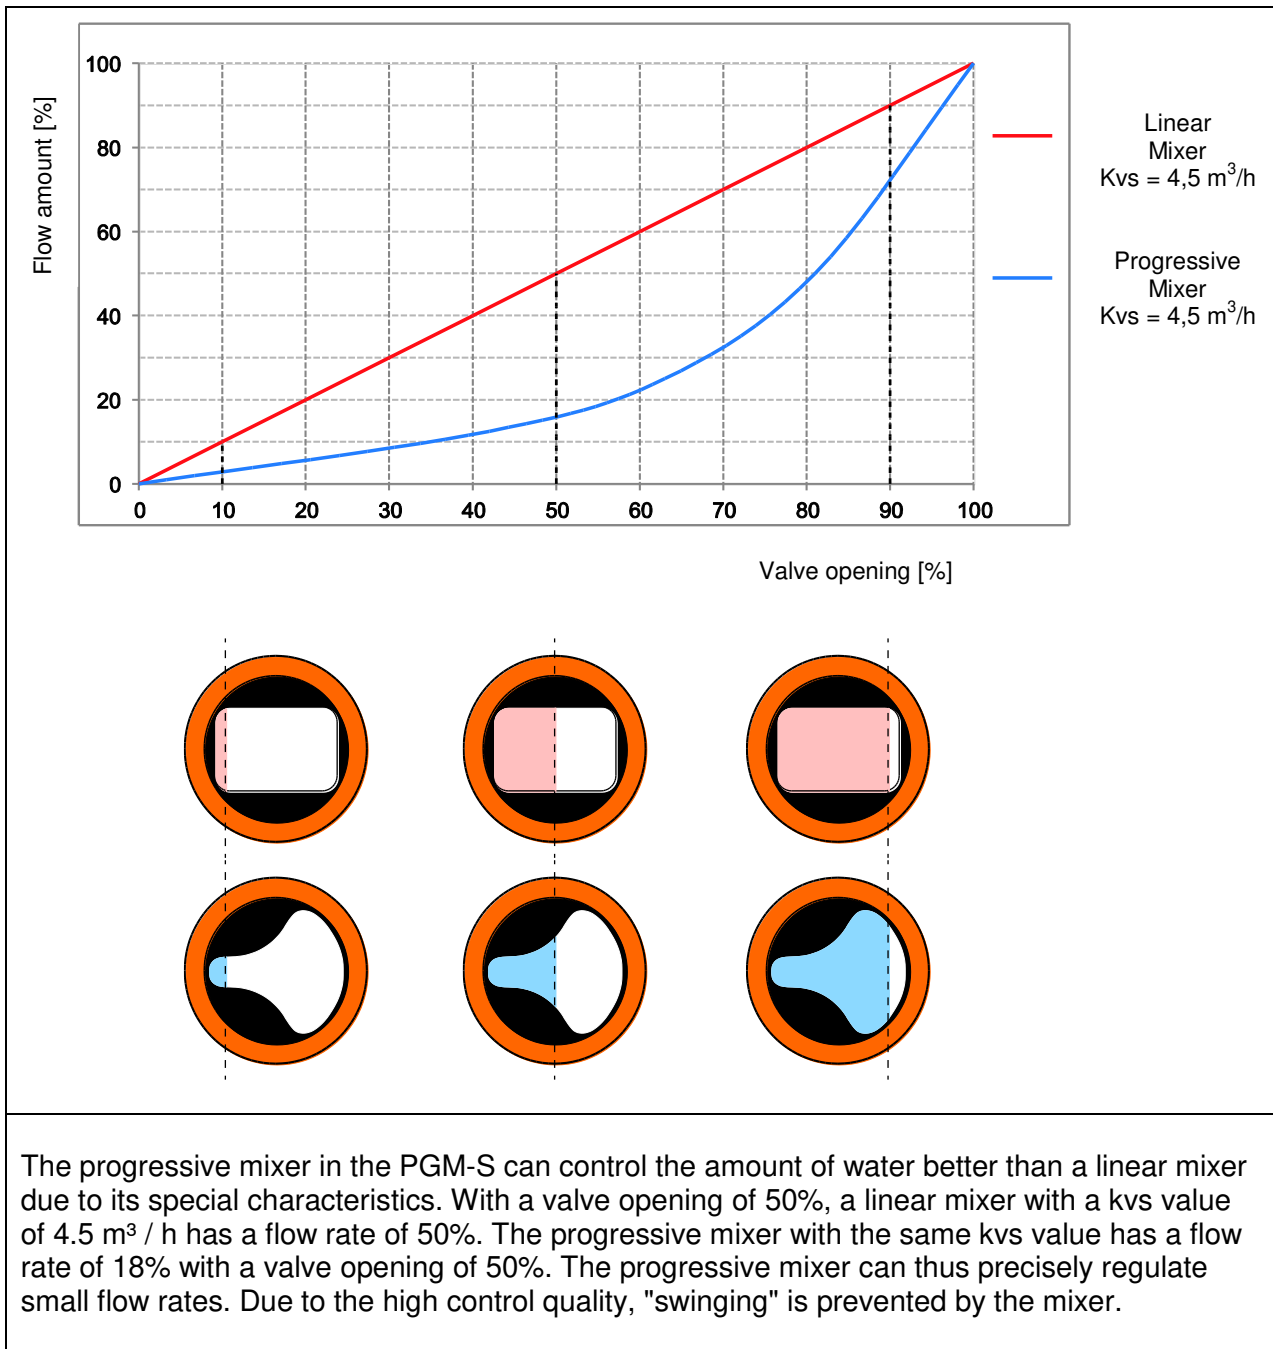 100
80
60
40
20
0
Flow amount [%]
0 10 20 30 40 50 60 70 80 90 100
Valve opening [%]
Linear
Mixer
Kvs = 4,5 m³/h
Progressive
Mixer
Kvs = 4,5 m³/h
The progressive mixer in the PGM-S can control the amount of water better than a linear mixer
due to its special characteristics. With a valve opening of 50%, a linear mixer with a kvs value
of 4.5 m³ / h has a flow rate of 50%. The progressive mixer with the same kvs value has a flow
rate of 18% with a valve opening of 50%. The progressive mixer can thus precisely regulate
small flow rates. Due to the high control quality, "swinging" is prevented by the mixer.